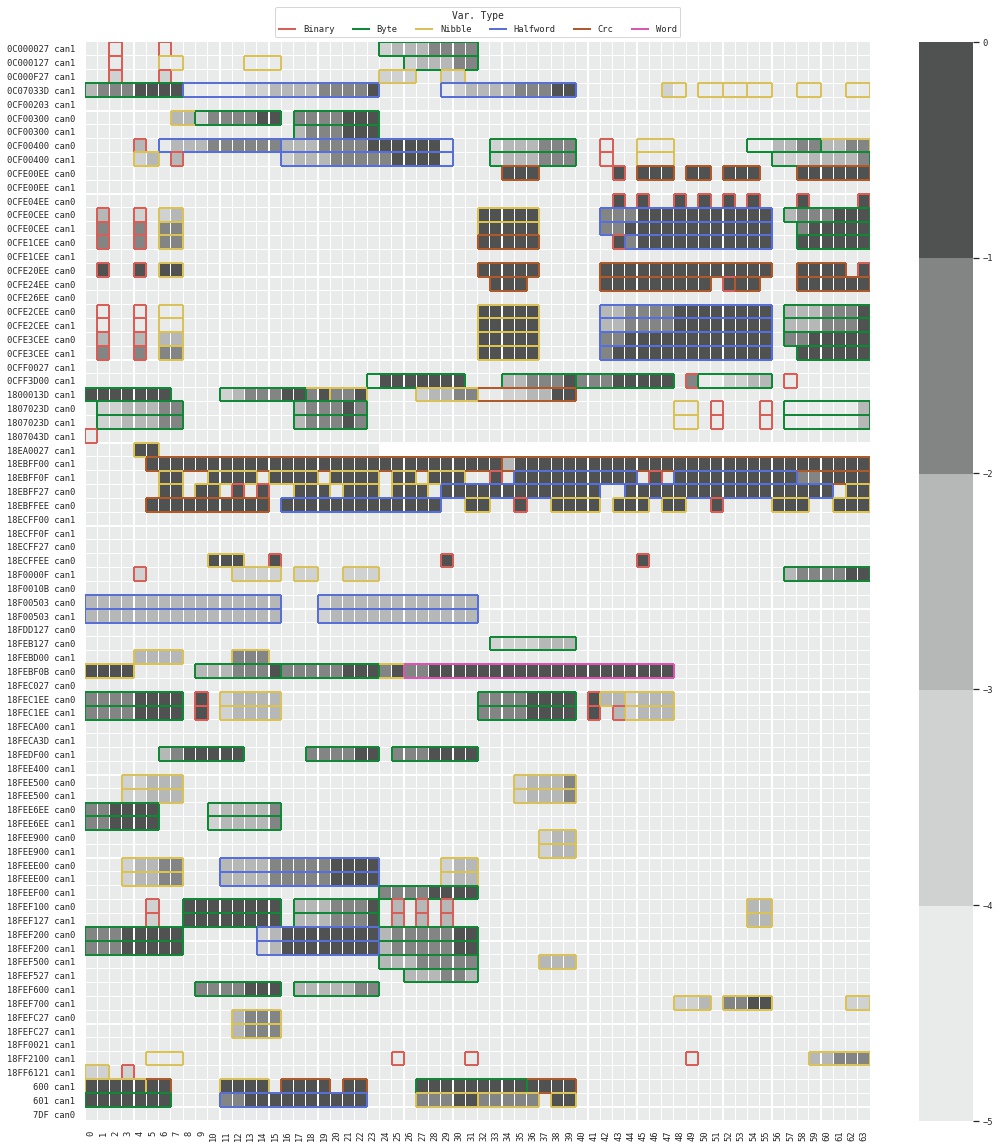 Var. Type
Binary Byte Nibble Halfword Crc Word
0C000027 can1
0C000127 can1
0C000F27 can1
0C07033D can1
0CF00203 can1
0CF00300 can0
0CF00300 can1
0CF00400 can0
0CF00400 can1
0CFE00EE can0
0CFE00EE can1
0CFE04EE can0
0CFE0CEE can0
0CFE0CEE can1
0CFE1CEE can0
0CFE1CEE can1
0CFE20EE can0
0CFE24EE can0
0CFE26EE can0
0CFE2CEE can0
0CFE2CEE can1
0CFE3CEE can0
0CFE3CEE can1
0CFF0027 can1
0CFF3D00 can1
1800013D can1
1807023D can0
1807023D can1
1807043D can1
18EA0027 can1
18EBFF00 can1
18EBFF0F can1
18EBFF27 can0
18EBFFEE can0
18ECFF00 can1
18ECFF0F can1
18ECFF27 can0
18ECFFEE can0
18F0000F can1
18F0010B can0
18F00503 can0
18F00503 can1
18FDD127 can0
18FEB127 can0
18FEBD00 can1
18FEBF0B can0
18FEC027 can0
18FEC1EE can0
18FEC1EE can1
18FECA00 can1
18FECA3D can1
18FEDF00 can1
18FEE400 can1
18FEE500 can0
18FEE500 can1
18FEE6EE can0
18FEE6EE can1
18FEE900 can0
18FEE900 can1
18FEEE00 can0
18FEEE00 can1
18FEEF00 can1
18FEF100 can0
18FEF127 can1
18FEF200 can0
18FEF200 can1
18FEF500 can1
18FEF527 can1
18FEF600 can1
18FEF700 can1
18FEFC27 can0
18FEFC27 can1
18FF0021 can1
18FF2100 can1
18FF6121 can1
600 can1
601 can1
7DF can0
0 1 2 3 4 5 6 7 8 9 10 11 12 13 14 15 16 17 18 19 20 21 22 23 24 25 26 27 28 29 30 31 32 33 34 35 36 37 38 39 40 41 42 43 44 45 46 47 48 49 50 51 52 53 54 55 56 57 58 59 60 61 62 63
0
−1
−2
−3
−4
−5